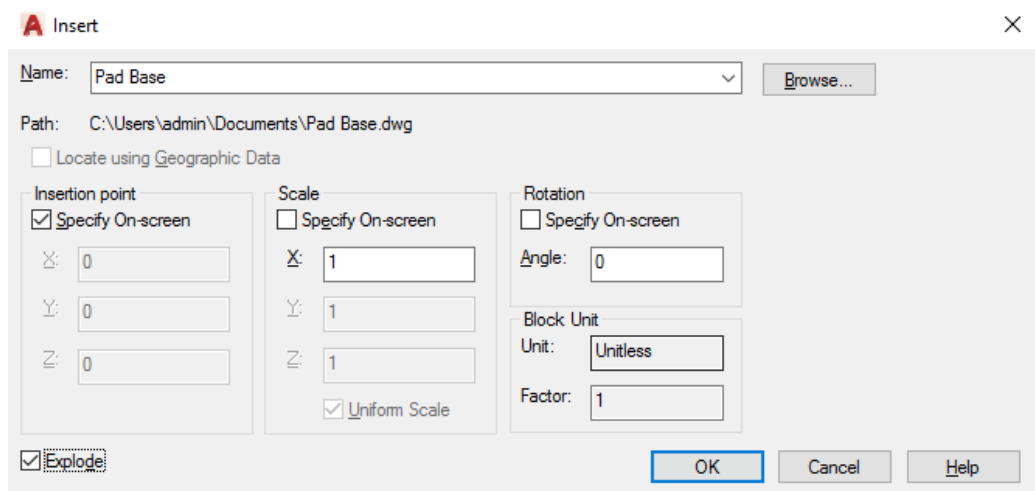 Insert
Name: Pad Base Browse...
Path: C:\Users\admin\Documents\Pad Base.dwg
Locate using Geographic Data
Insertion point
Specify On-screen
X: 0
Y: 0
Z: 0
Scale
Specify On-screen
X: 1
Y: 1
Z: 1
Uniform Scale
Rotation
Specify On-screen
Angle: 0
Block Unit
Unit: Unitless
Factor: 1
Explode
OK Cancel Help